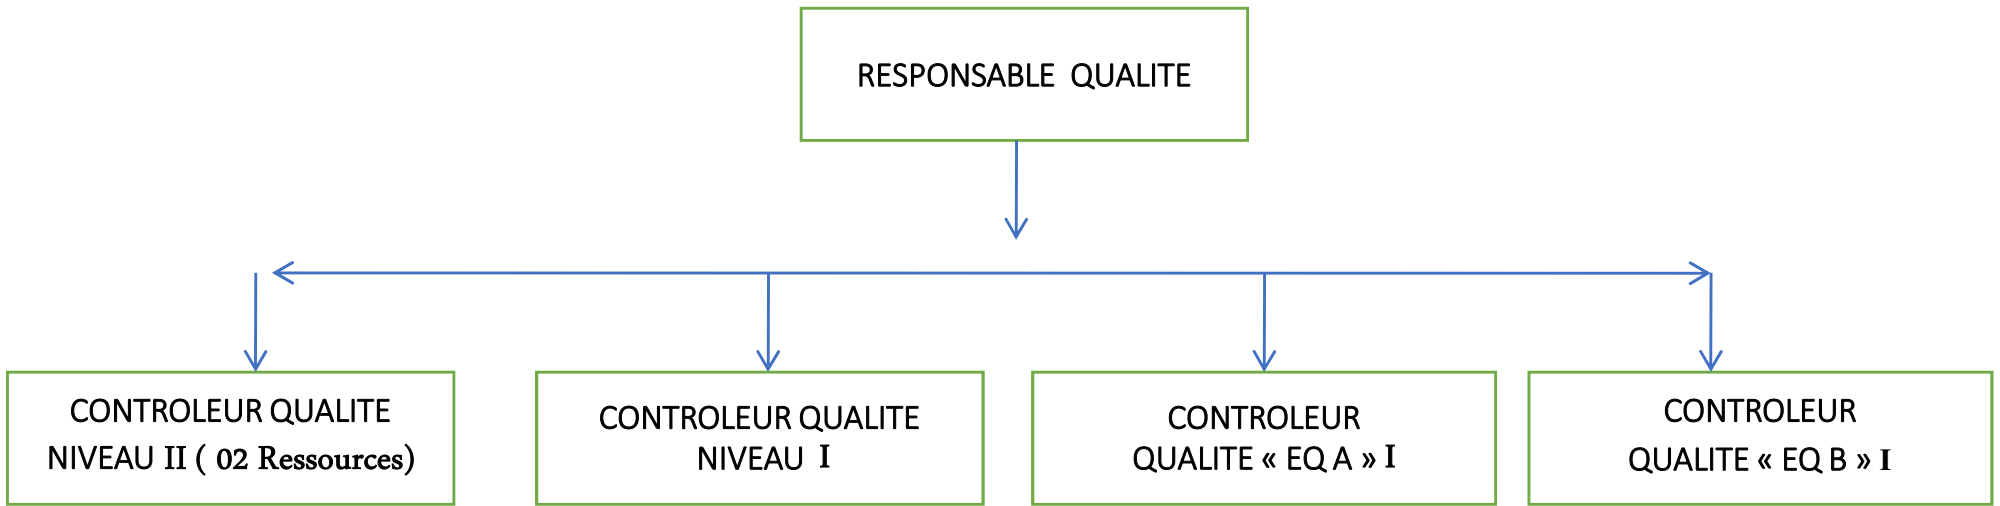 RESPONSABLE QUALITE
CONTROLEUR QUALITE
NIVEAU II ( 02 Ressources)
CONTROLEUR QUALITE
NIVEAU I
CONTROLEUR
QUALITE « EQ A » I
CONTROLEUR
QUALITE « EQ B » I